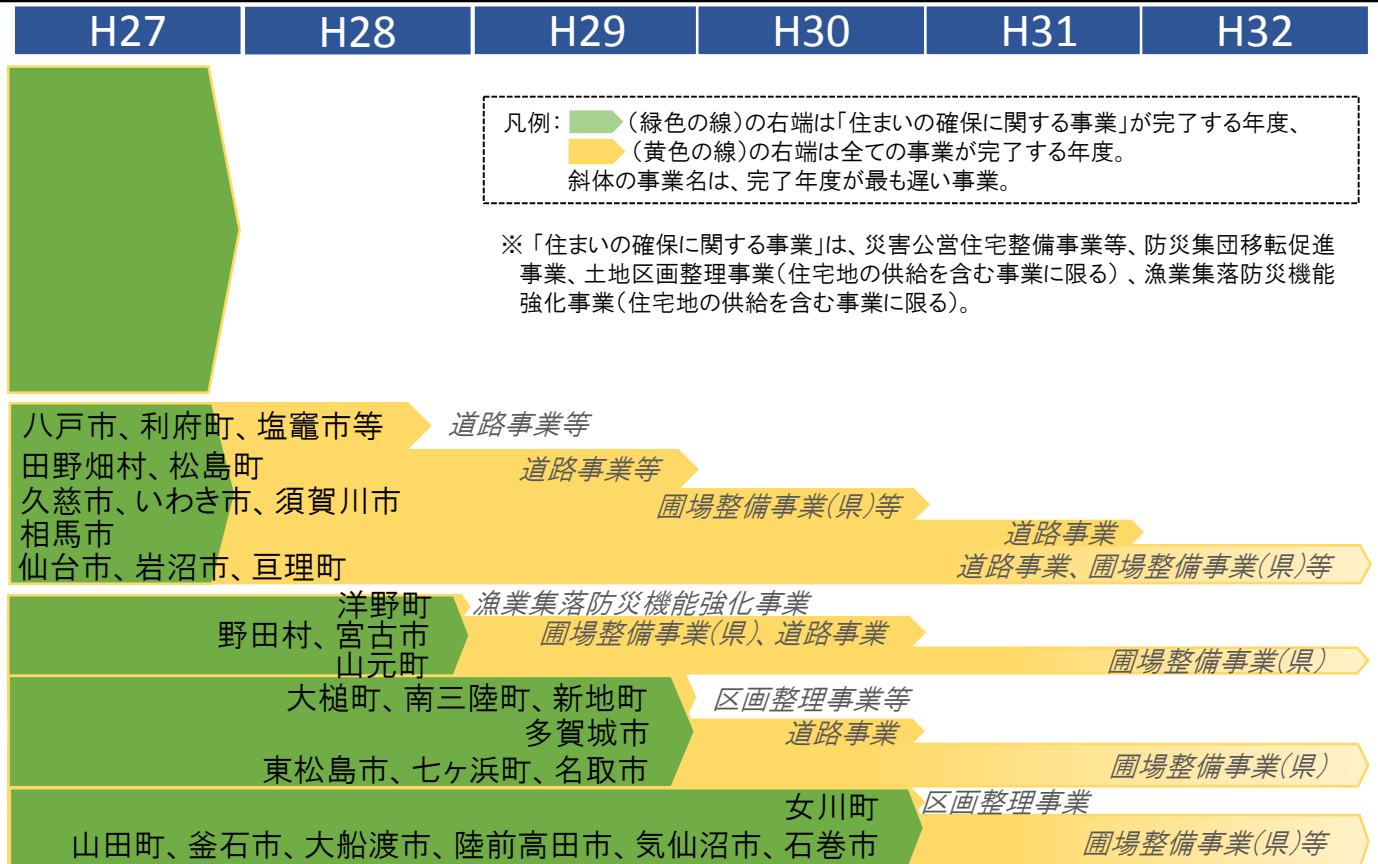 H27 H28 H29 H30 H31 H32
凡例： （緑色の線）の右端は「住まいの確保に関する事業」が完了する年度、
（黄色の線）の右端は全ての事業が完了する年度。
斜体の事業名は、完了年度が最も遅い事業。
※「住まいの確保に関する事業」は、災害公営住宅整備事業等、防災集団移転促進
事業、土地区画整理事業（住宅地の供給を含む事業に限る）、漁業集落防災機能
強化事業（住宅地の供給を含む事業に限る）。
八戸市、利府町、塩竈市等 道路事業等
田野畑村、松島町 道路事業等
久慈市、いわき市、須賀川市 圃場整備事業(県)等
相馬市 道路事業
仙台市、岩沼市、亘理町 道路事業、圃場整備事業(県)等
洋野町 漁業集落防災機能強化事業
野田村、宮古市 圃場整備事業(県)、道路事業
山元町 圃場整備事業(県)
大槌町、南三陸町、新地町 区画整理事業等
多賀城市 道路事業
東松島市、七ヶ浜町、名取市 圃場整備事業(県)
女川町 区画整理事業
山田町、釜石市、大船渡市、陸前高田市、気仙沼市、石巻市 圃場整備事業(県)等